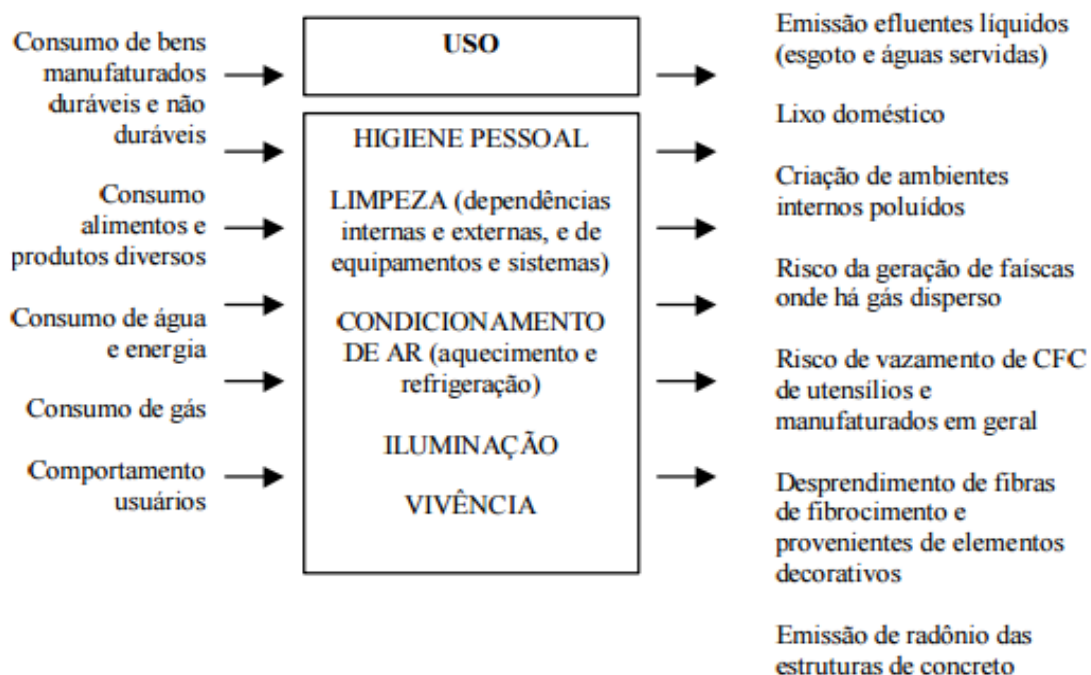 Consumo de bens
manufaturados
duráveis e não
duráveis
Consumo
alimentos e
produtos diversos
Consumo de água
e energia
Consumo de gás
Comportamento
usuários
USO
HIGIENE PESSOAL
LIMPEZA (dependências
internas e externas, e de
equipamentos e sistemas)
CONDICIONAMENTO
DE AR (aquecimento e
refrigeração)
ILUMINAÇÃO
VIVÊNCIA
Emissão efluentes líquidos
(esgoto e águas servidas)
Lixo doméstico
Criação de ambientes
internos poluídos
Risco da geração de faíscas
onde há gás disperso
Risco de vazamento de CFC
de utensílios e
manufaturados em geral
Desprendimento de fibras
de fibrocimento e
provenientes de elementos
decorativos
Emissão de radônio das
estruturas de concreto